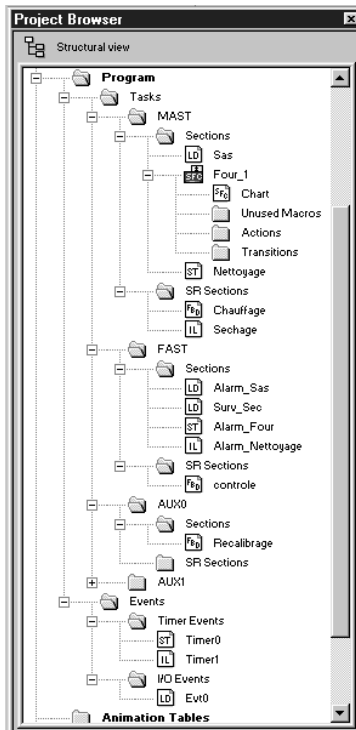 Project Browser
Structural view
Program
Tasks
MAST
Sections
LD Sas
SFC Four_1
SFC Chart
Unused Macros
Actions
Transitions
ST Nettoyage
SR Sections
FBD Chauffage
IL Sechage
FAST
Sections
LD Alarm_Sas
LD Surv_Sec
ST Alarm_Four
IL Alarm_Nettoyage
SR Sections
FBD controle
AUX0
Sections
FBD Recalibrage
SR Sections
AUX1
Events
Timer Events
ST Timer0
IL Timer1
I/O Events
LD Evt0
Animation Tables